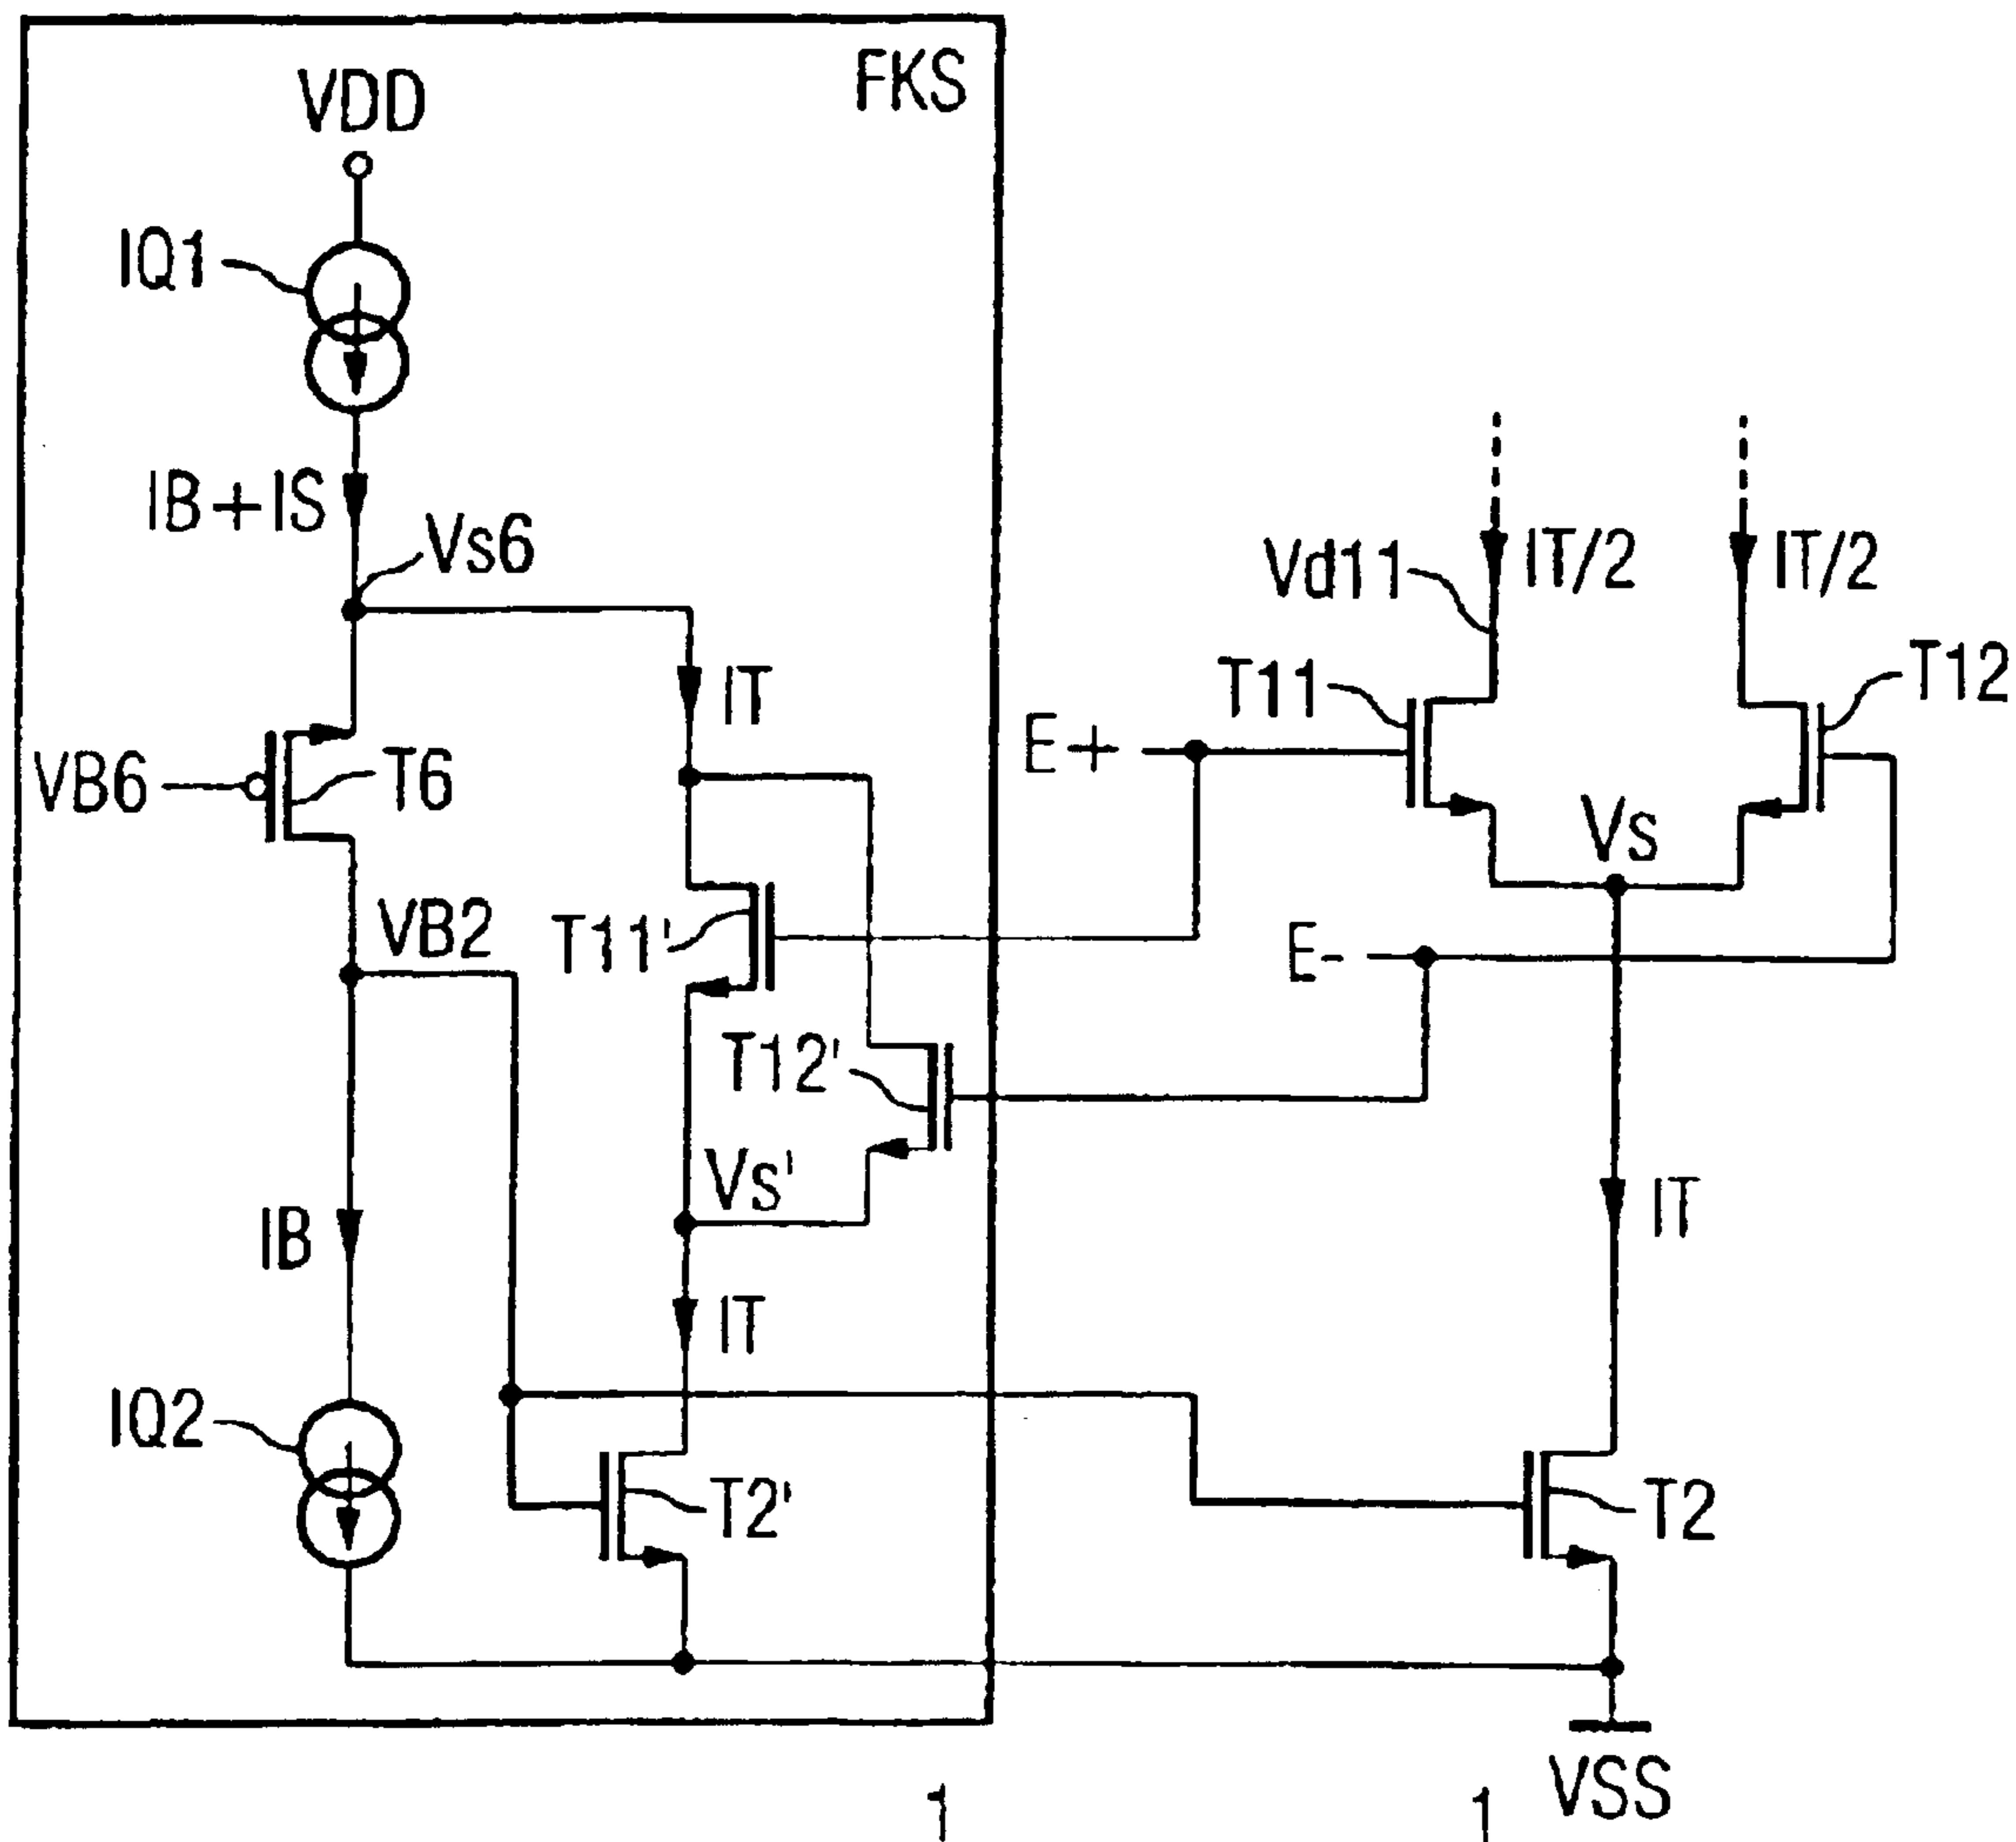 FKS
VDD
IQ1
IB+IS
Vs6
Vd11
IT/2
IT/2
IT
T11
T12
E+
VB6
T6
Vs
VB2
T11'
E-
T12'
Vs'
IB
IT
IT
IQ2
T2'
T2
VSS
1
1